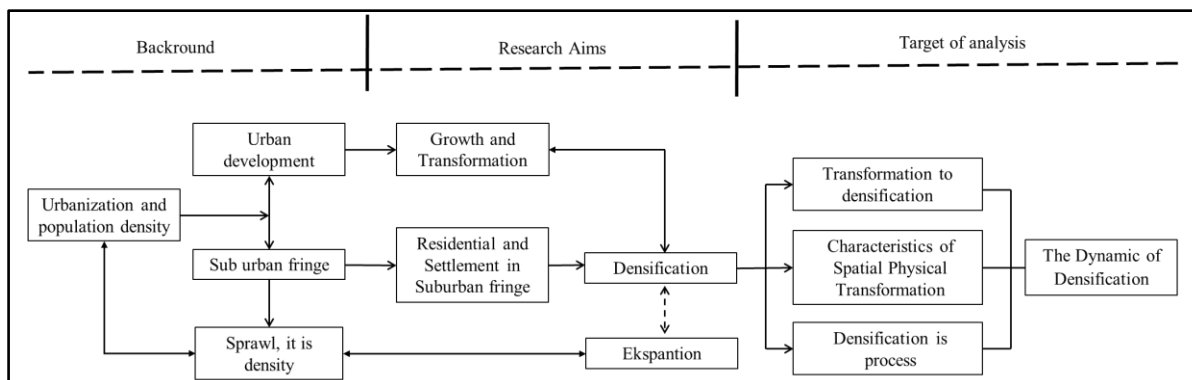 Backround
Research Aims
Target of analysis
Urban
development
Growth and
Transformation
Transformation to
densification
Urbanization and
population density
Sub urban fringe
Residential and
Settlement in
Suburban fringe
Densification
Characteristics of
Spatial Physical
Transformation
The Dynamic of
Densification
Sprawl, it is
density
Ekspantion
Densification is
process